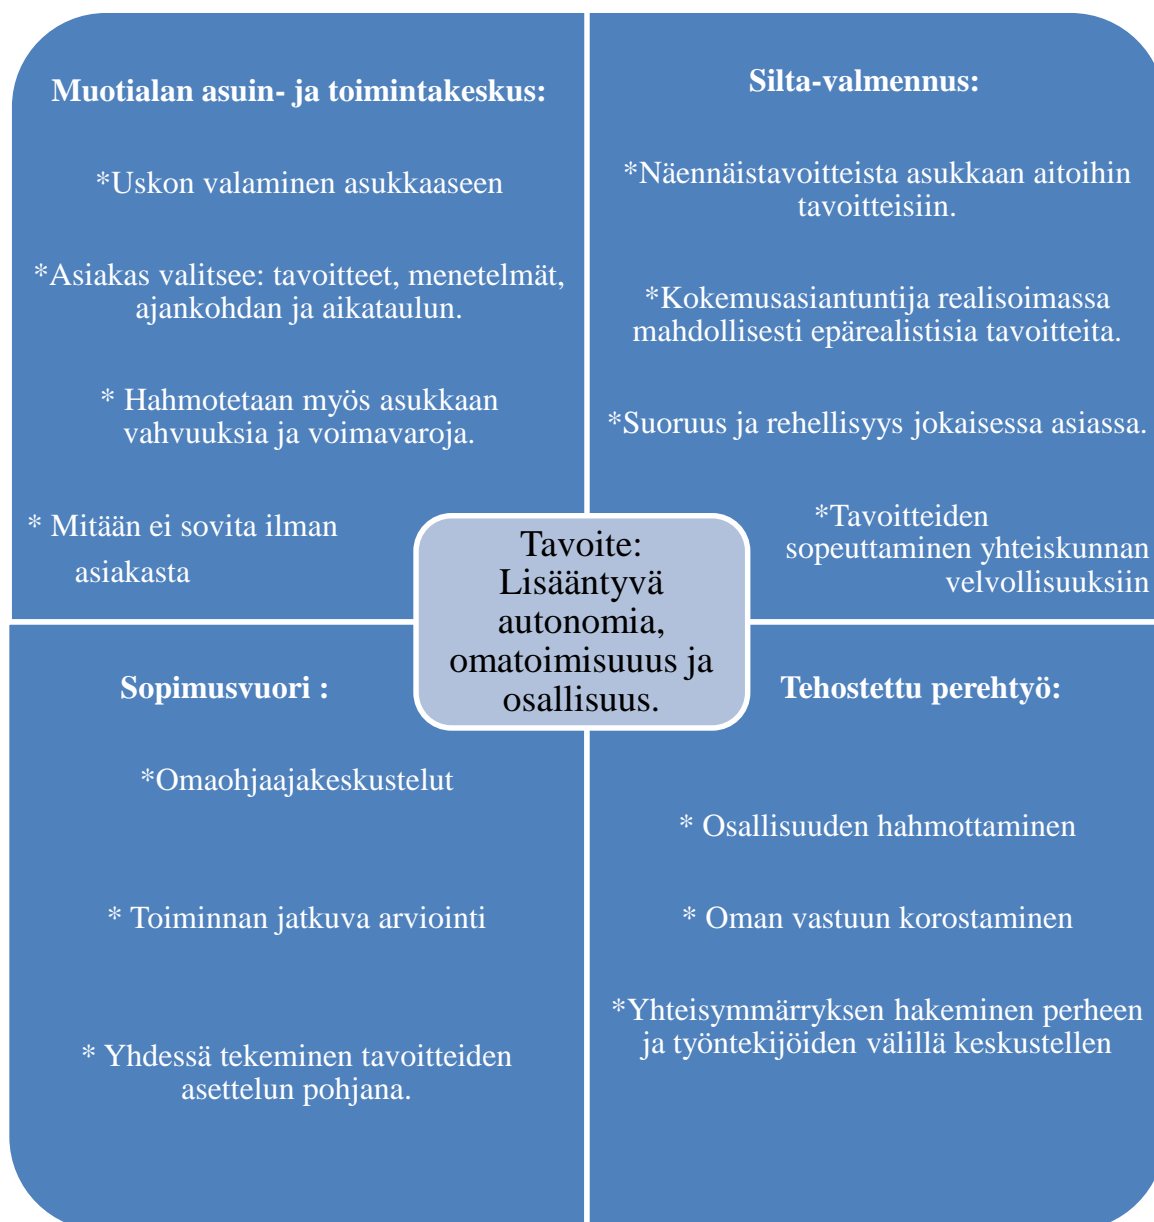 Muotialan asuin- ja toimintakeskus:
*Uskon valaminen asukkaaseen
*Asiakas valitsee: tavoitteet, menetelmät,
ajankohdan ja aikataulun.
* Hahmotetaan myös asukkaan
vahvuuksia ja voimavaroja.
* Mitään ei sovita ilman
asiakasta
Silta-valmennus:
*Näennäistavoitteista asukkaan aitoihin
tavoitteisiin.
*Kokemusasiantuntija realisoimassa
mahdollisesti epärealistisia tavoitteita.
*Suoruus ja rehellisyys jokaisessa asiassa.
*Tavoitteiden
sopeuttaminen yhteiskunnan
velvollisuuksiin
Tavoite:
Lisääntyvä
autonomia,
omatoimisuuus ja
osallisuus.
Sopimusvuori :
*Omaohjaajakeskustelut
* Toiminnan jatkuva arviointi
* Yhdessä tekeminen tavoitteiden
asettelun pohjana.
Tehostettu perehtyö:
* Osallisuuden hahmottaminen
* Oman vastuun korostaminen
*Yhteisymmärryksen hakeminen perheen
ja työntekijöiden välillä keskustellen